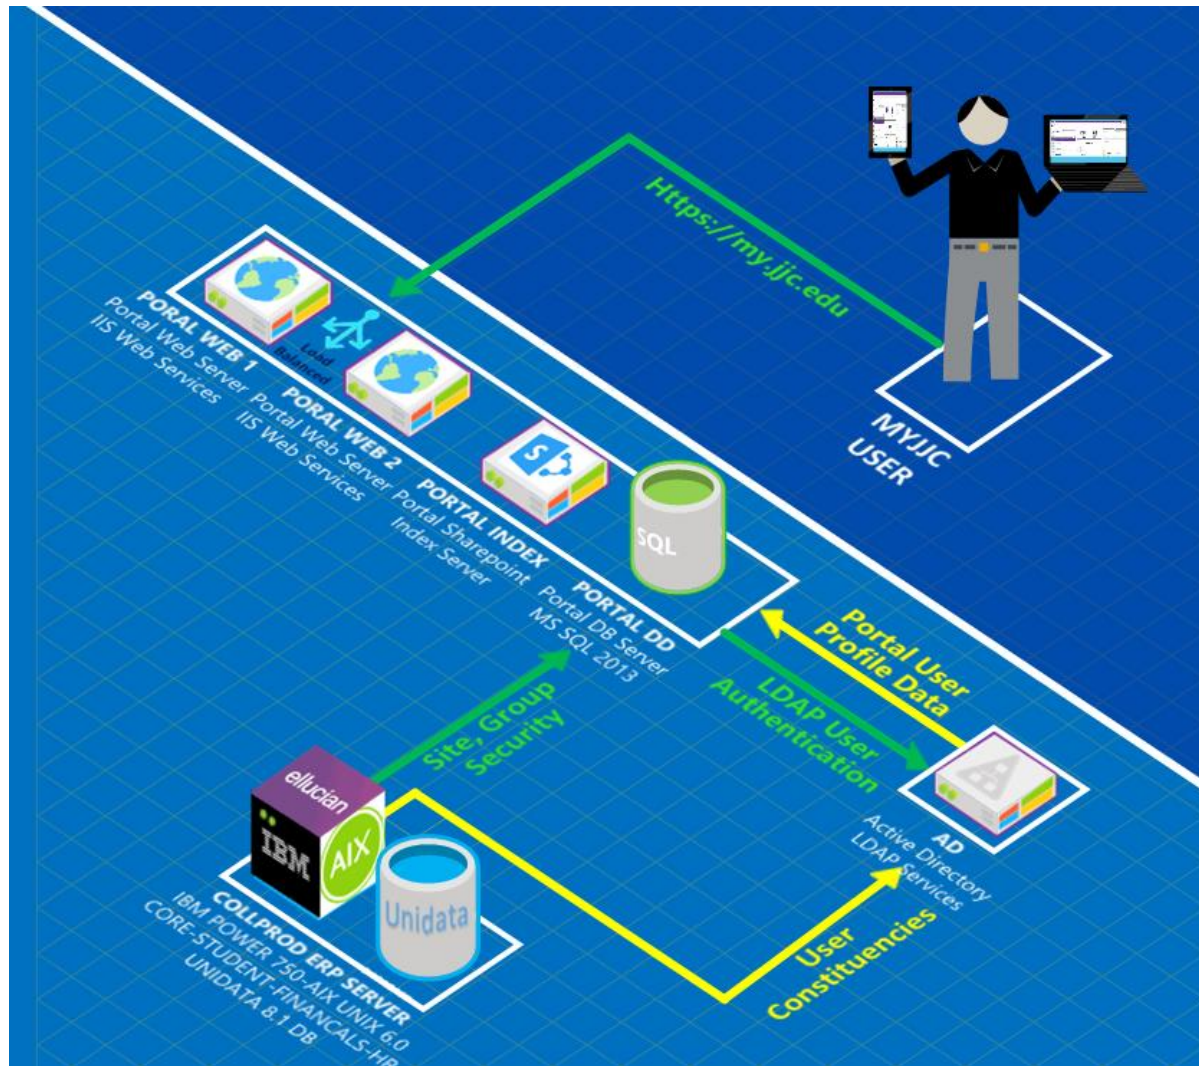 Https://my.jjc.edu
MYJJC
USER
PORAL WEB 1
Portal Web Server
IIS Web Services
Load
Balanced
PORAL WEB 2
Portal Web Server
IIS Web Services
S
PORTAL INDEX
Portal Sharepoint
Index Server
SQL
PORTAL DD
Portal DB Server
MS SQL 2013
Portal User
Profile Data
LDAP User
Authentication
Site, Group
Security
AD
Active Directory
LDAP Services
ellucian
IBM
AIX
Unidata
COLLPROD ERP SERVER
IBM POWER 750-AIX UNIX 6.0
CORE-STUDENT-FINANCALS-HR
UNIDATA 8.1 DB
User
Constituencies